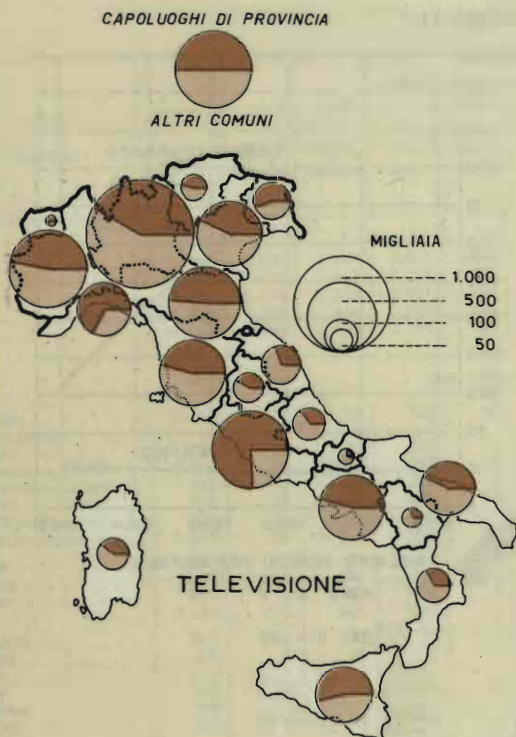 CAPOLUOGHI DI PROVINCIA
ALTRI COMUNI
MIGLIAIA
1.000
500
100
50
TELEVISIONE